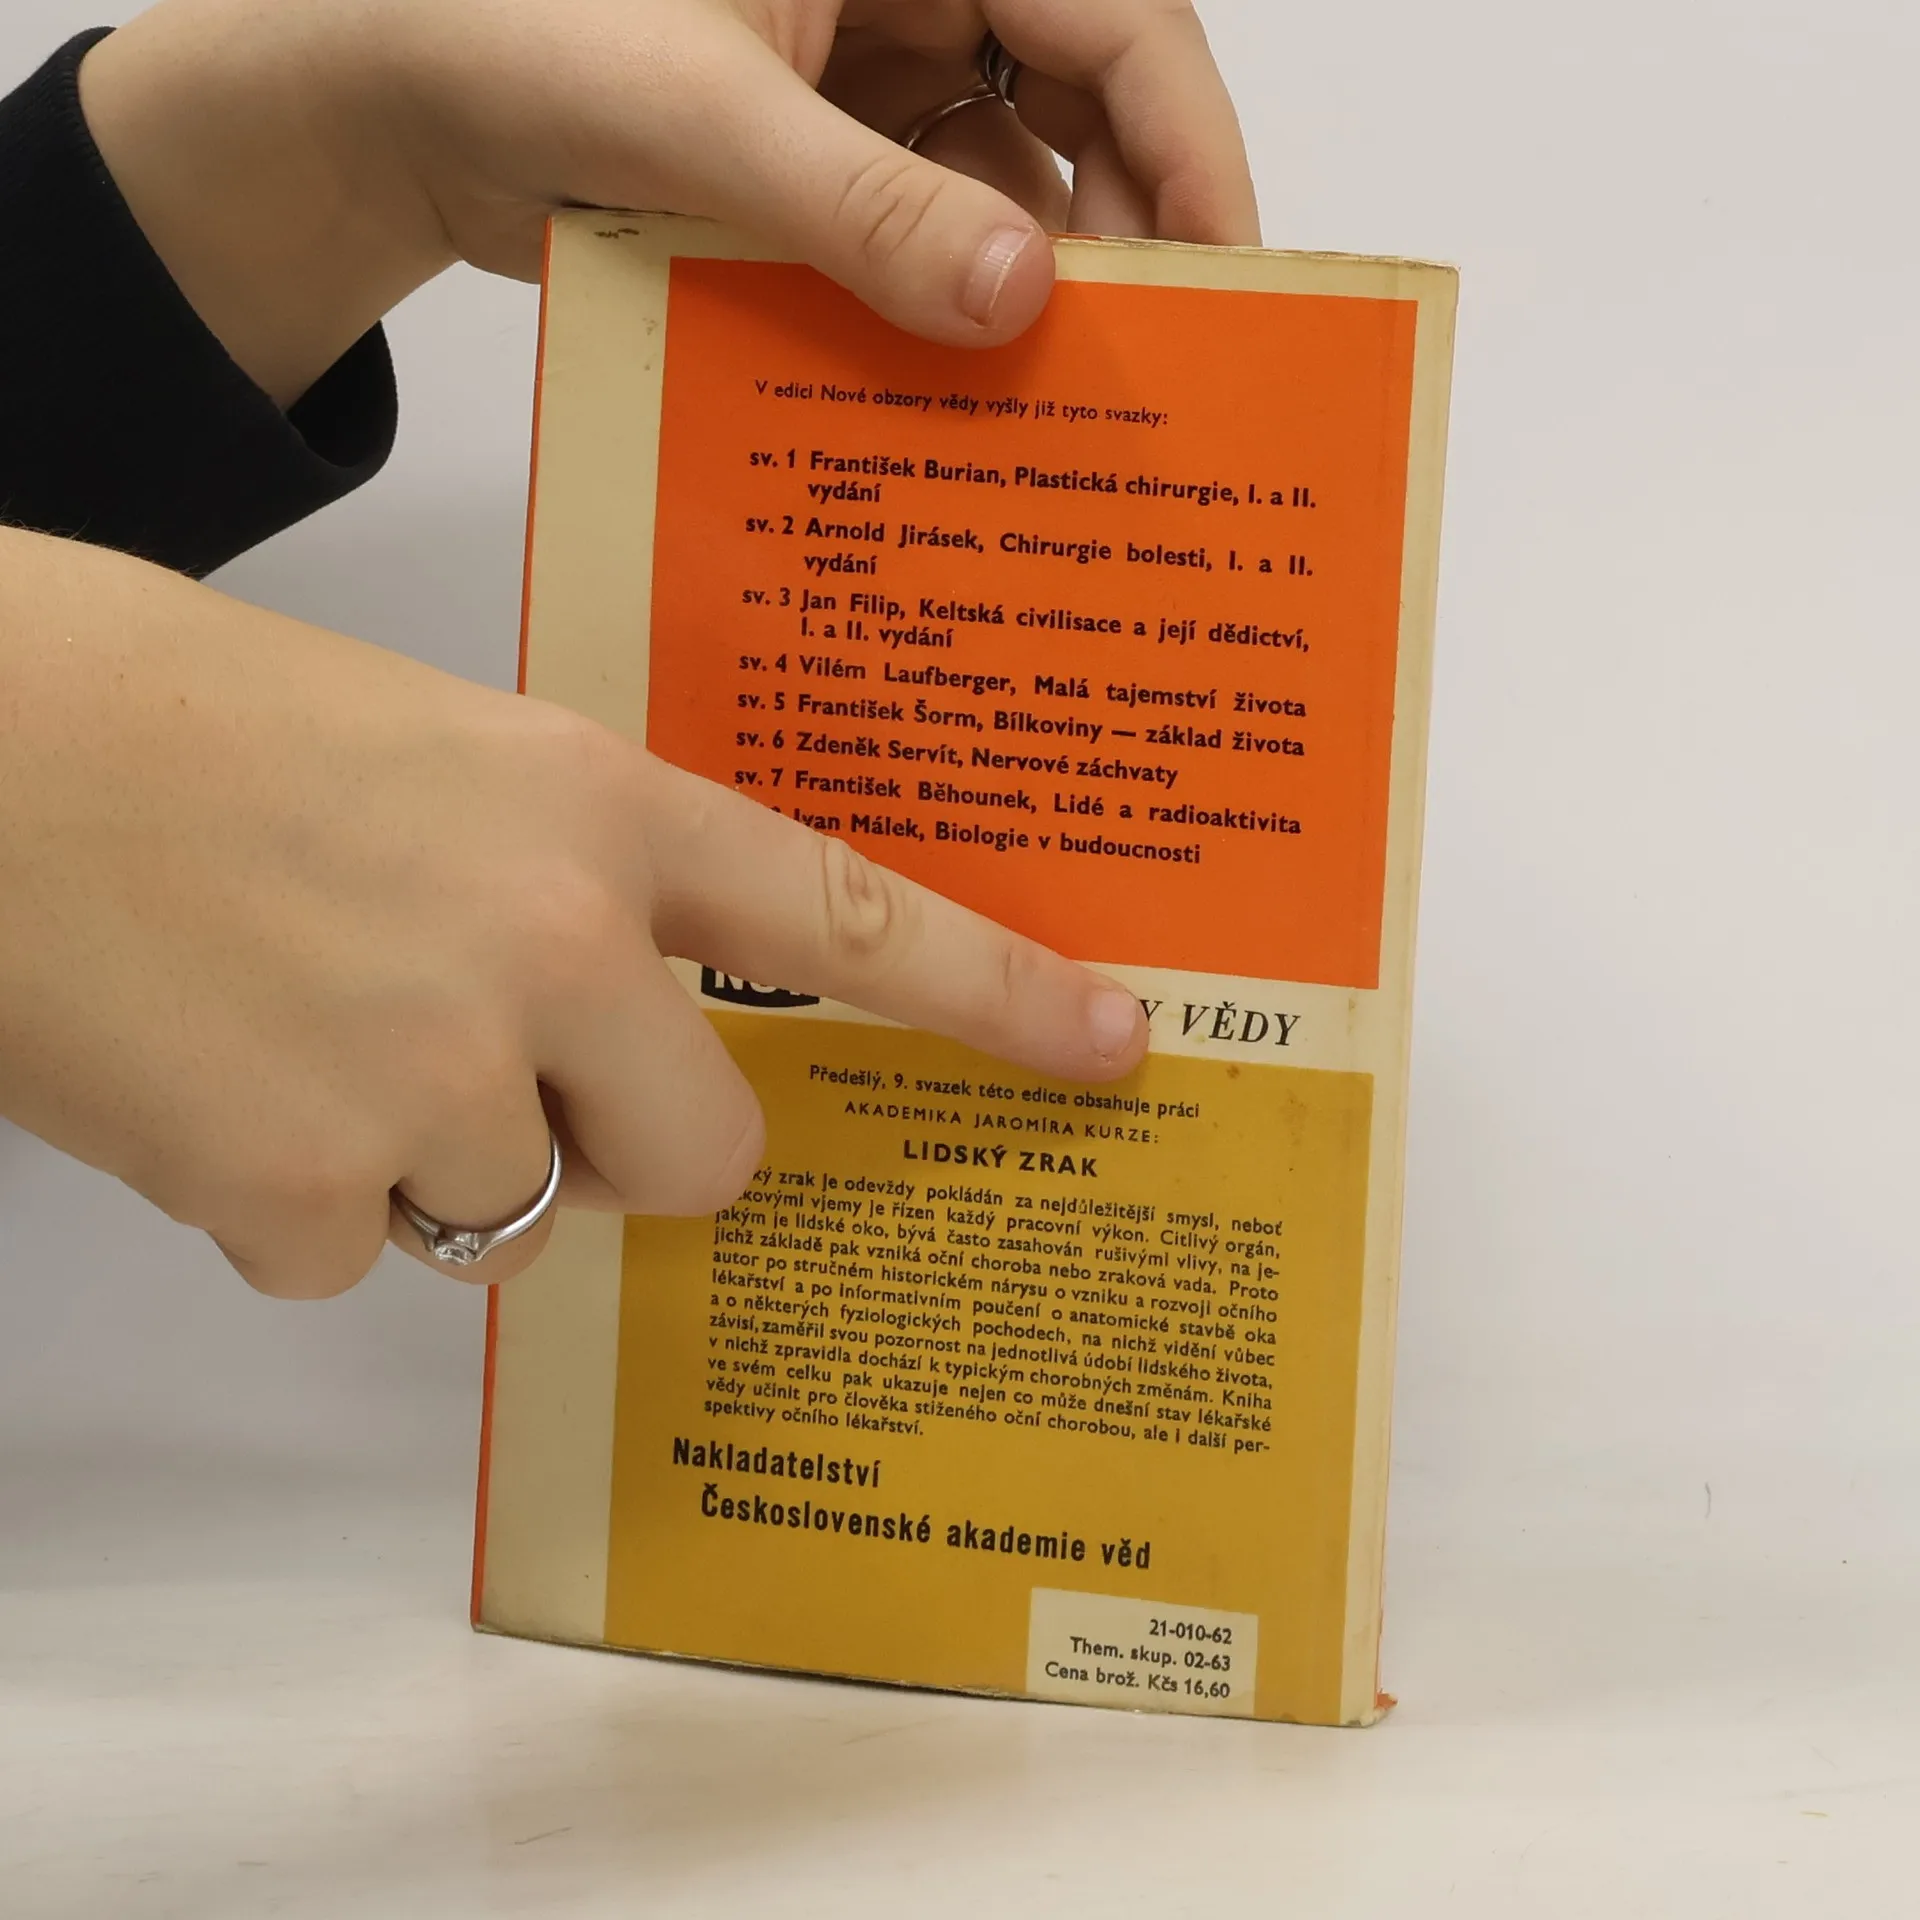 V edici Nové obzory vědy vyšly již tyto svazky:
sv. 1 František Burian, Plastická chirurgie, I. a II.
vydání
sv. 2 Arnold Jirásek, Chirurgie bolesti, I. a II.
vydání
sv. 3 Jan Filip, Keltská civilisace a její dědictví,
I. a II. vydání
sv. 4 Vilém Laufberger, Malá tajemství života
sv. 5 František Šorm, Bílkoviny — základ života
sv. 6 Zdeněk Servít, Nervové záchvaty
sv. 7 František Běhounek, Lidé a radioaktivita
Ivan Málek, Biologie v budoucnosti
VĚDY
Předešlý, 9. svazek této edice obsahuje práci
AKADEMIKA JAROMÍRA KURZE:
LIDSKÝ ZRAK
zrak je odevždy pokládán za nejdůležitější smysl, neboť
vjemy je řízen každý pracovní výkon. Citlivý orgán,
jakým je lidské oko, bývá často zasahován rušivými vlivy, na je-
jichž základě pak vzniká oční choroba nebo zraková vada. Proto
autor po stručném historickém nárysu o vzniku a rozvoji očního
lékařství a po informativním poučení o anatomické stavbě oka
a o některých fyziologických pochodech, na nichž vidění vůbec
závisí, zaměřil svou pozornost na jednotlivá údobí lidského života,
v nichž zpravidla dochází k typickým chorobným změnám. Kniha
ve svém celku pak ukazuje nejen co může dnešní stav lékařské
vědy učinit pro člověka stiženého oční chorobou, ale i další per-
spektivy očního lékařství.
Nakladatelství
Československé akademie věd
21-010-62
Them. skup. 02-63
Cena brož. Kčs 16,60